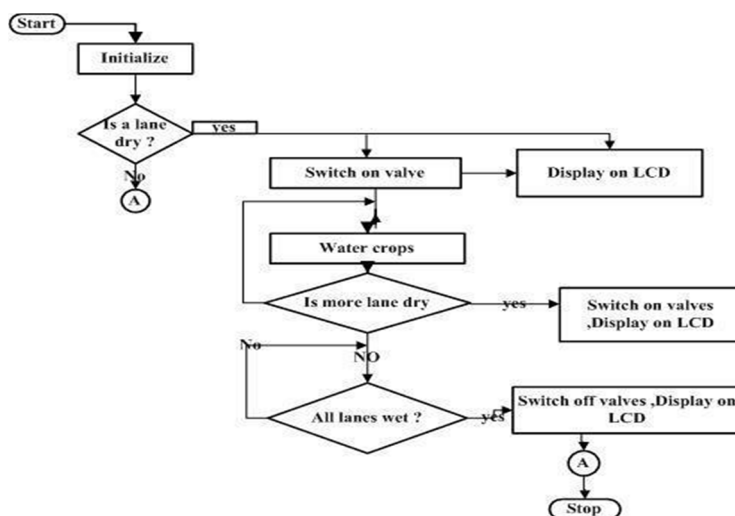 Start
Initialize
Is a lane
dry ?
yes
No
A
Switch on valve
Display on LCD
Water crops
Is more lane dry
yes
Switch on valves
,Display on LCD
No
NO
All lanes wet ?
yes
Switch off valves ,Display on
LCD
A
Stop